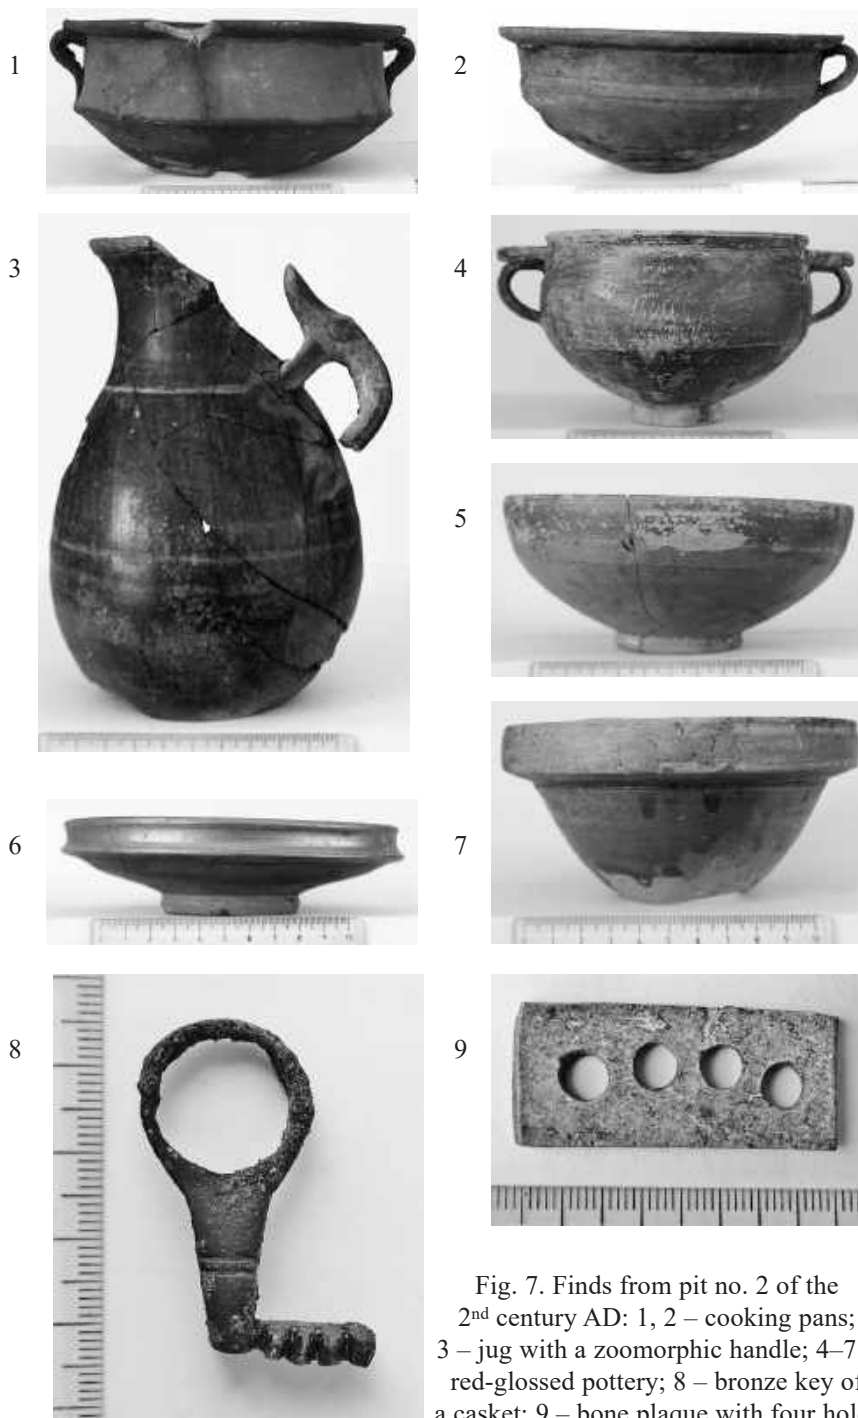 1
2
3
4
5
6
7
8
9
Fig. 7. Finds from pit no. 2 of the
2nd century AD: 1, 2 – cooking pans;
3 – jug with a zoomorphic handle; 4–7
red-glossed pottery; 8 – bronze key of
a casket; 9 – bone plaque with four hol